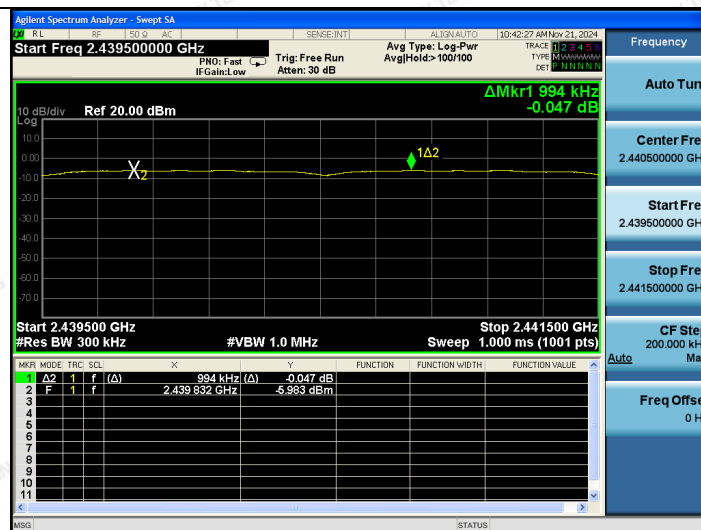 Agilent Spectrum Analyzer - Swept SA
LXI RL RF 50 Ω AC SENSE:INT ALIGN AUTO 10:42:27 AM Nov 21, 2024
Start Freq 2.439500000 GHz
PNO: Fast
IFGain:Low
Trig: Free Run
Atten: 30 dB
Avg Type: Log-Pwr
Avg|Hold:>100/100
TRACE 1 2 3 4 5 6
TYPE M
DET P N N N N N
ΔMkr1 994 kHz
-0.047 dB
10 dB/div Ref 20.00 dBm
Log
10.0
0.00
-10.0
-20.0
-30.0
-40.0
-50.0
-60.0
-70.0
X2
1Δ2
Start 2.439500 GHz Stop 2.441500 GHz
#Res BW 300 kHz #VBW 1.0 MHz Sweep 1.000 ms (1001 pts)
MKR MODE TRC SCL X Y FUNCTION FUNCTION WIDTH FUNCTION VALUE
1 Δ2 1 f (Δ) 994 kHz (Δ) -0.047 dB
2 F 1 f 2.439 832 GHz -5.983 dBm
3
4
5
6
7
8
9
10
11
MSG STATUS
Frequency
Auto Tun
Center Fre
2.440500000 GH
Start Fre
2.439500000 GH
Stop Fre
2.441500000 GH
CF Ste
200.000 kH
Auto Ma
Freq Offse
0 H